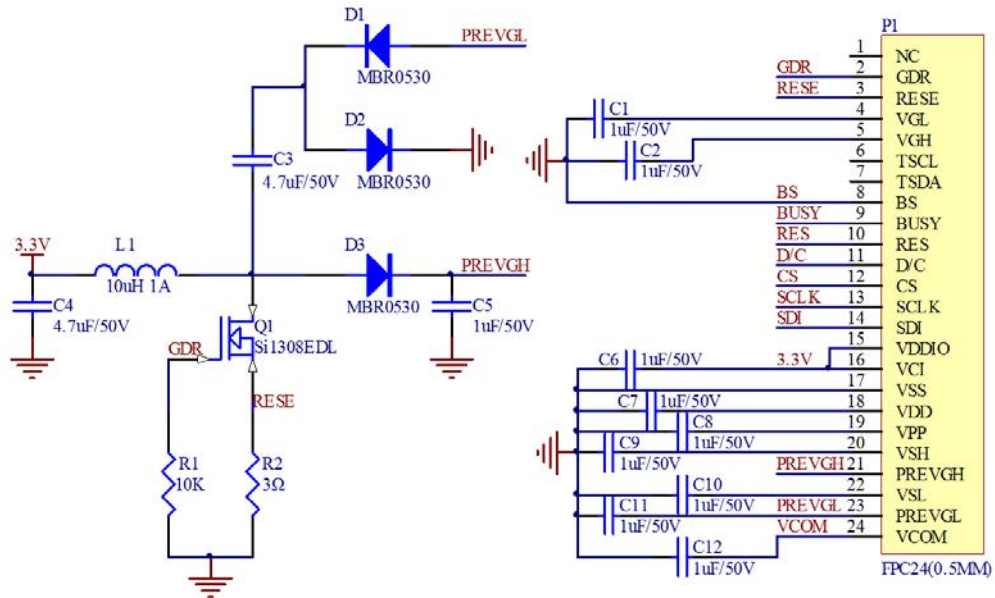 D1
PREVGL
MBR0530
D2
MBR0530
C3
4.7uF/50V
3.3V
L1
10uH 1A
D3
PREVGH
MBR0530
C4
4.7uF/50V
C5
1uF/50V
Q1
Si1308EDL
GDR
RESE
R1
10K
R2
3Ω
P1
1 NC
GDR 2 GDR
RESE 3 RESE
C1
1uF/50V
4 VGL
C2
1uF/50V
5 VGH
6 TSCL
7 TSDA
BS 8 BS
BUSY 9 BUSY
RES 10 RES
D/C 11 D/C
CS 12 CS
SCLK 13 SCLK
SDI 14 SDI
15 VDDIO
C6 1uF/50V 3.3V 16 VCI
17 VSS
C7 1uF/50V 18 VDD
C8
1uF/50V
19 VPP
C9
1uF/50V
20 VSH
PREVGH 21 PREVGH
C10
1uF/50V
22 VSL
C11
1uF/50V
PREVGL 23 PREVGL
VCOM 24 VCOM
C12
1uF/50V
FPC24(0.5MM)